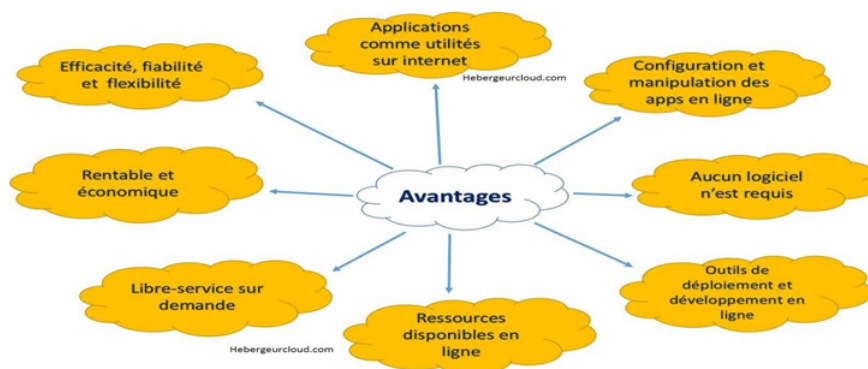 Applications
comme utilités
sur internet
Hebergeurcloud.com
Efficacité, fiabilité
et flexibilité
Configuration et
manipulation des
apps en ligne
Rentable et
économique
Avantages
Aucun logiciel
n'est requis
Libre-service sur
demande
Ressources
disponibles en
ligne
Outils de
déploiement et
développement en
ligne
Hebergeurcloud.com